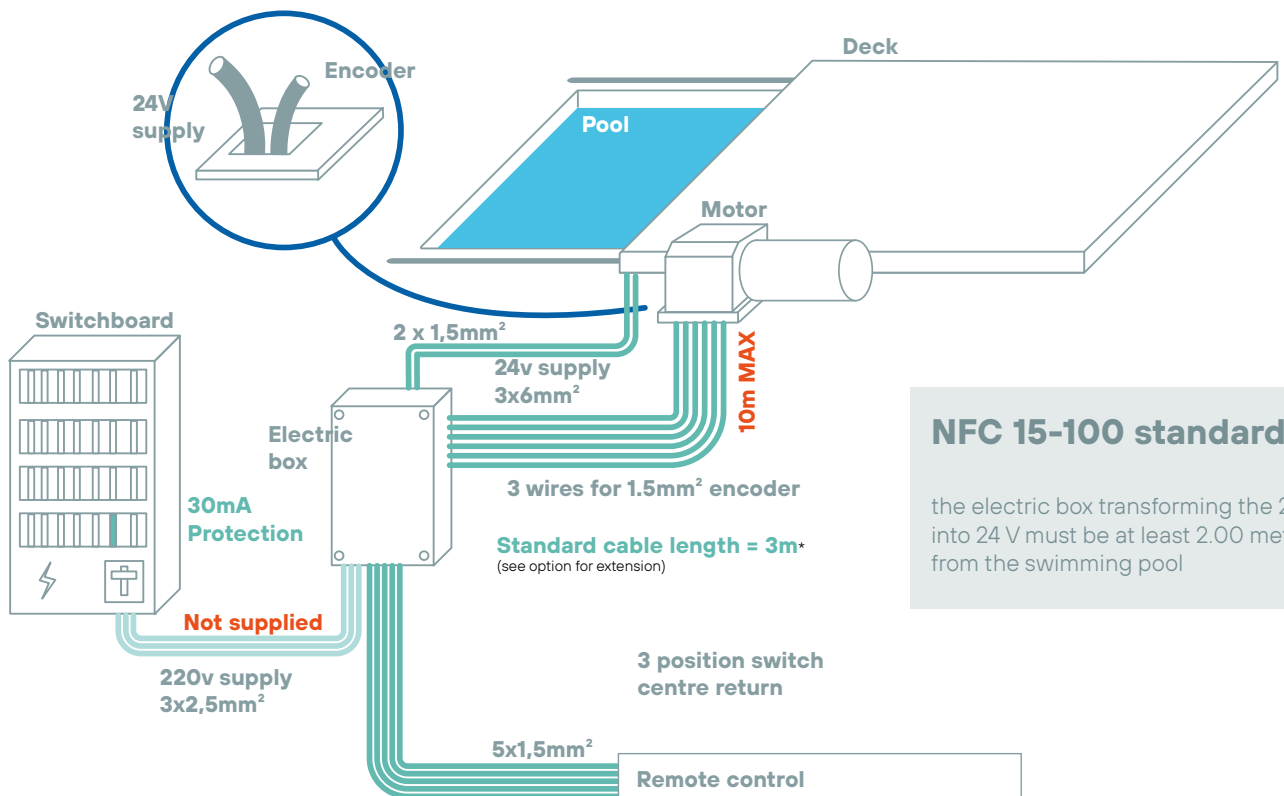 Deck
Encoder
24V
supply
Pool
Motor
Switchboard
2 x 1,5mm²
24v supply
3x6mm²
10m MAX
Electric
box
NFC 15-100 standard
3 wires for 1.5mm² encoder
30mA
Protection
the electric box transforming the
into 24 V must be at least 2.00
from the swimming pool
Standard cable length = 3m*
(see option for extension)
Not supplied
220v supply
3x2,5mm²
3 position switch
centre return
5x1,5mm²
Remote control